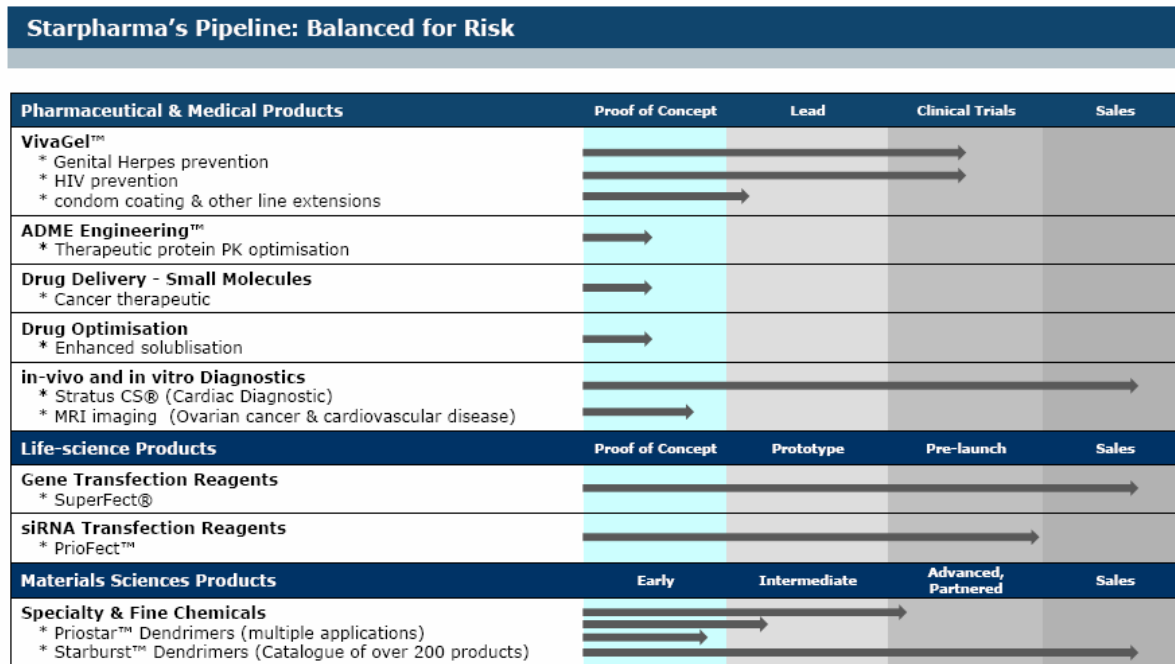 Starpharma's Pipeline: Balanced for Risk
Pharmaceutical & Medical Products Proof of Concept Lead Clinical Trials Sales
VivaGel™
* Genital Herpes prevention
* HIV prevention
* condom coating & other line extensions
ADME Engineering™
* Therapeutic protein PK optimisation
Drug Delivery - Small Molecules
* Cancer therapeutic
Drug Optimisation
* Enhanced solublisation
in-vivo and in vitro Diagnostics
* Stratus CS® (Cardiac Diagnostic)
* MRI imaging (Ovarian cancer & cardiovascular disease)
Life-science Products Proof of Concept Prototype Pre-launch Sales
Gene Transfection Reagents
* SuperFect®
siRNA Transfection Reagents
* PrioFect™
Materials Sciences Products Early Intermediate Advanced, Partnered Sales
Specialty & Fine Chemicals
* Priostar™ Dendrimers (multiple applications)
* Starburst™ Dendrimers (Catalogue of over 200 products)